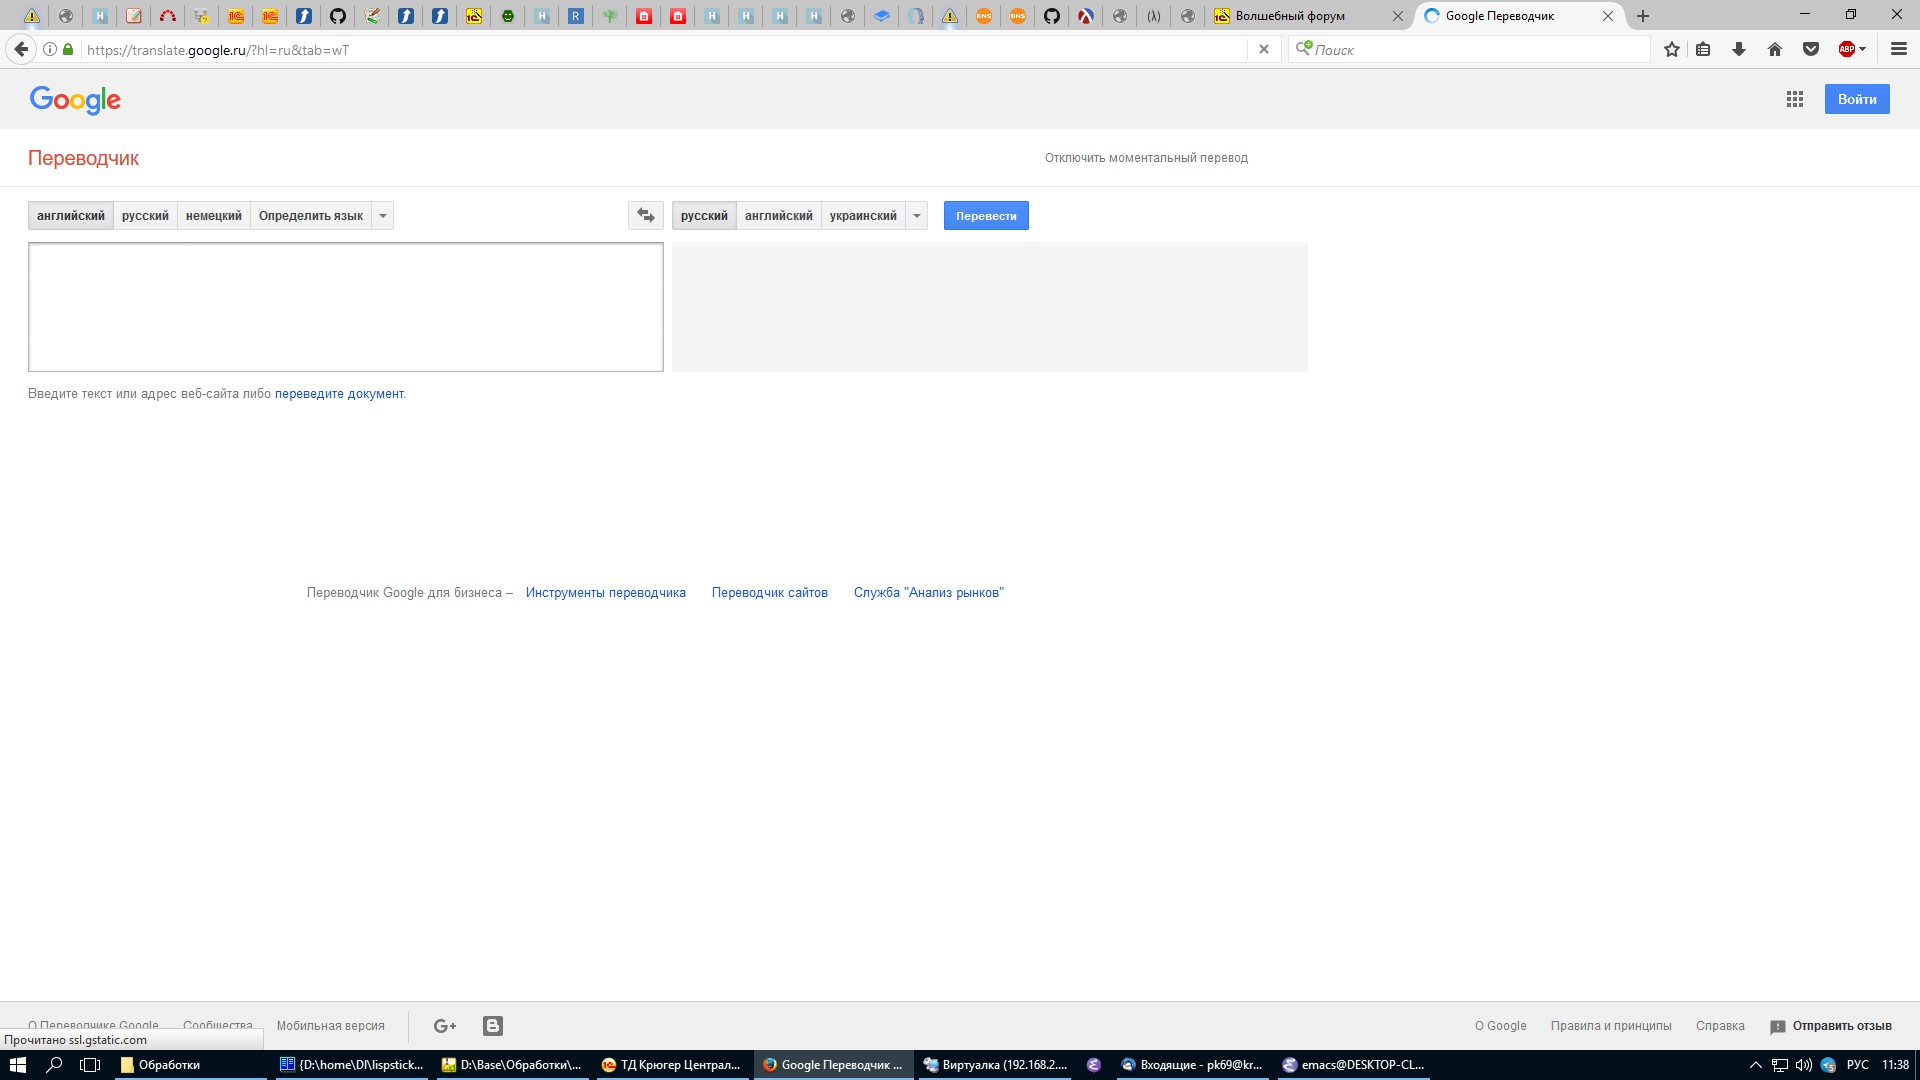 Волшебный форум
Google Переводчик
https://translate.google.ru/?hl=ru&tab=wT
Поиск
ABP
Google
Войти
Переводчик
Отключить моментальный перевод
английский русский немецкий Определить язык
русский английский украинский Перевести
Введите текст или адрес веб-сайта либо переведите документ.
Переводчик Google для бизнеса – Инструменты переводчика Переводчик сайтов Служба "Анализ рынков"
О Переводчике Google Сообщества Мобильная версия G+
О Google Правила и принципы Справка Отправить отзыв
Прочитано ssl.gstatic.com
Обработки
{D:\home\Dl\lispstick...
D:\Base\Обработки\...
ТД Крюгер Централ...
Google Переводчик ...
Виртуалка (192.168.2....
Входящие - pk69@kr...
emacs@DESKTOP-CL...
РУС 11:38